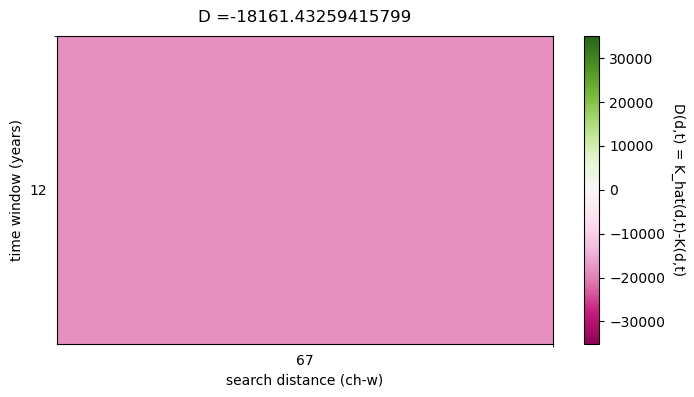 D =-18161.43259415799
time window (years)
12
67
search distance (ch-w)
30000
20000
10000
0
−10000
−20000
−30000
D(d,t) = K_hat(d,t)-K(d,t)